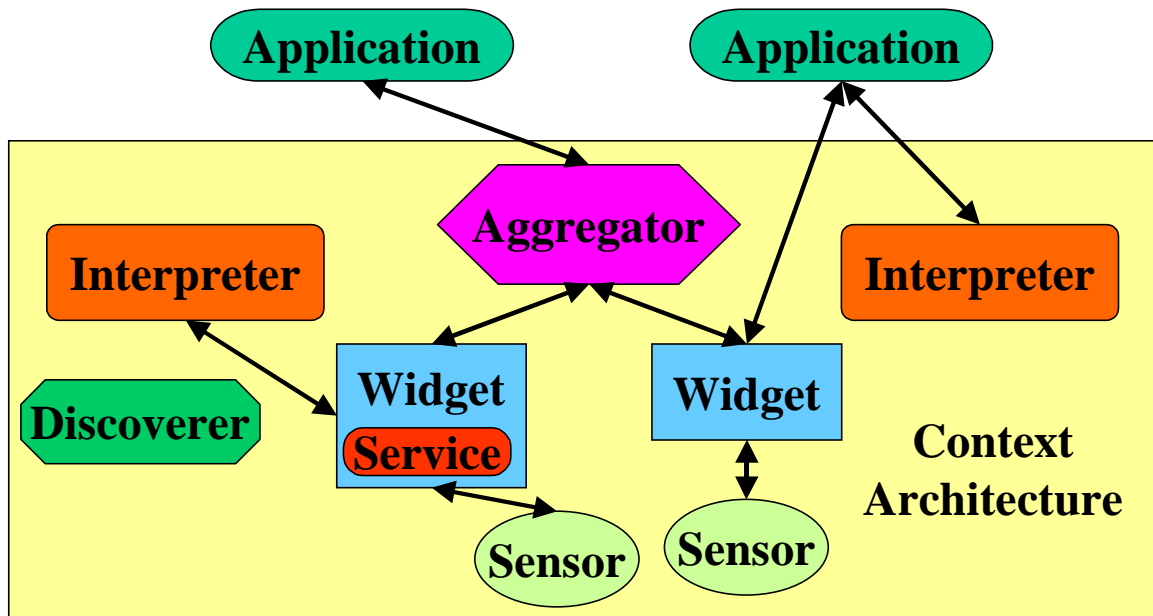 Application
Application
Aggregator
Interpreter
Interpreter
Widget
Widget
Discoverer
Service
Context
Architecture
Sensor
Sensor